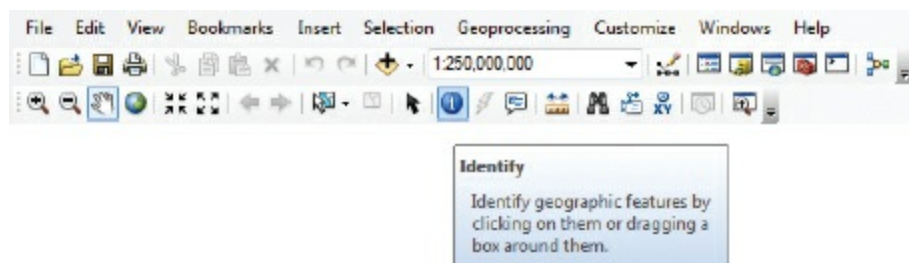 File Edit View Bookmarks Insert Selection Geoprocessing Customize Windows Help
1:250,000,000
XY
Identify
Identify geographic features by
clicking on them or dragging a
box around them.